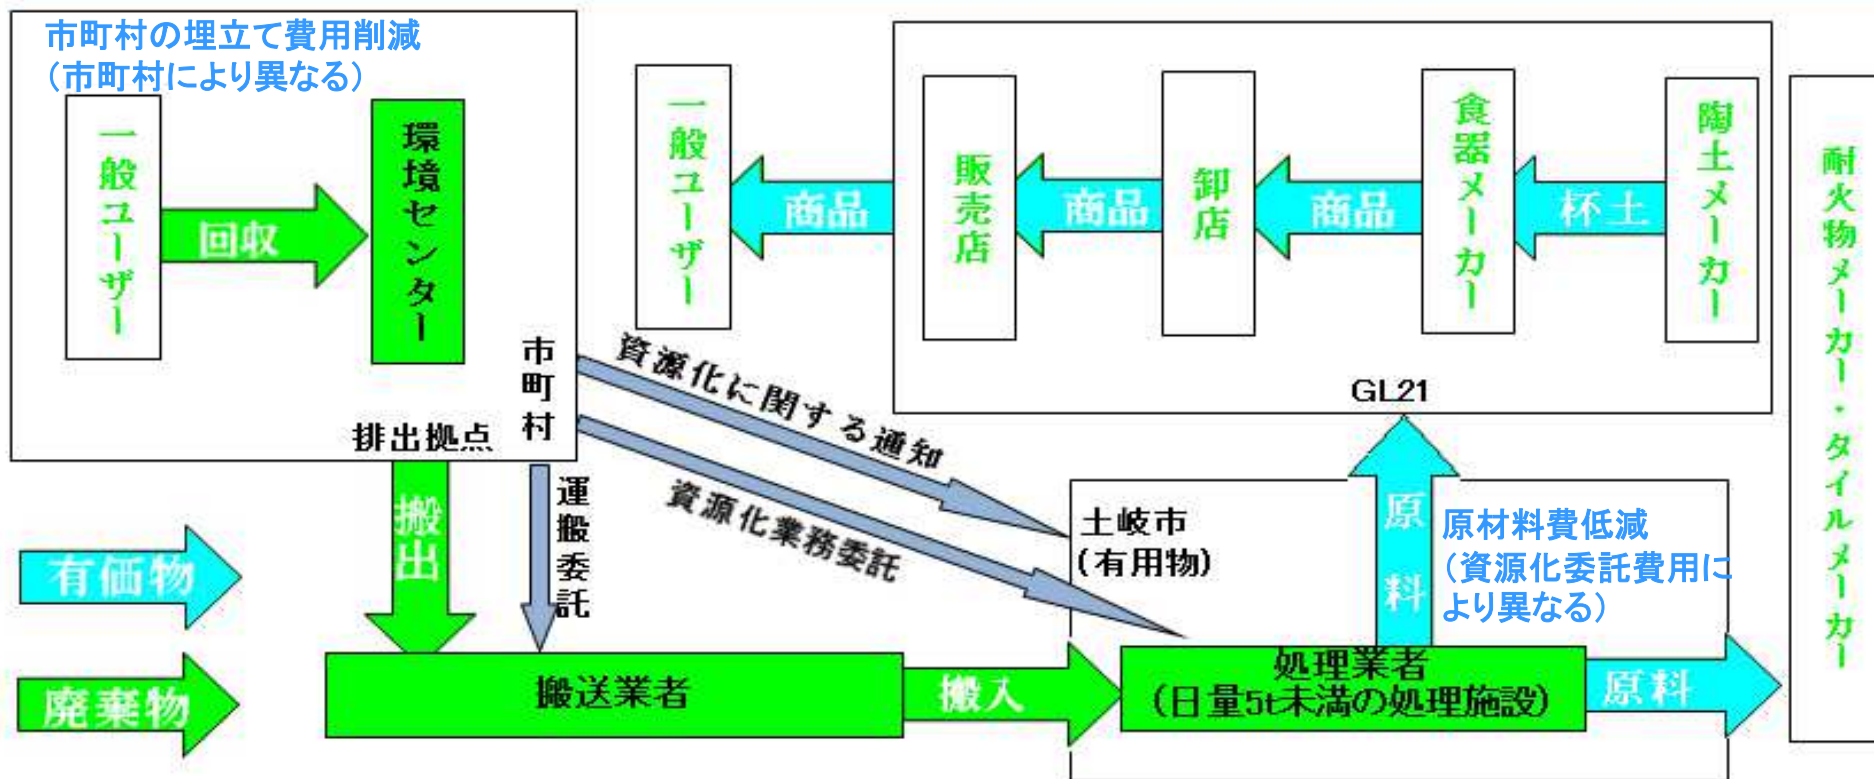 市町村の埋立て費用削減
（市町村により異なる）
一般ユーザー
回収
環境センター
市町村
排出拠点
一般ユーザー
商品
販売店
商品
卸店
商品
食器メーカー
杯土
陶土メーカー
GL21
耐火物メーカー・タイルメーカー
資源化に関する通知
資源化業務委託
運搬委託
搬出
有価物
廃棄物
搬送業者
搬入
土岐市
(有用物)
原料
原材料費低減
（資源化委託費用に
より異なる）
処理業者
(日量5t未満の処理施設)
原料